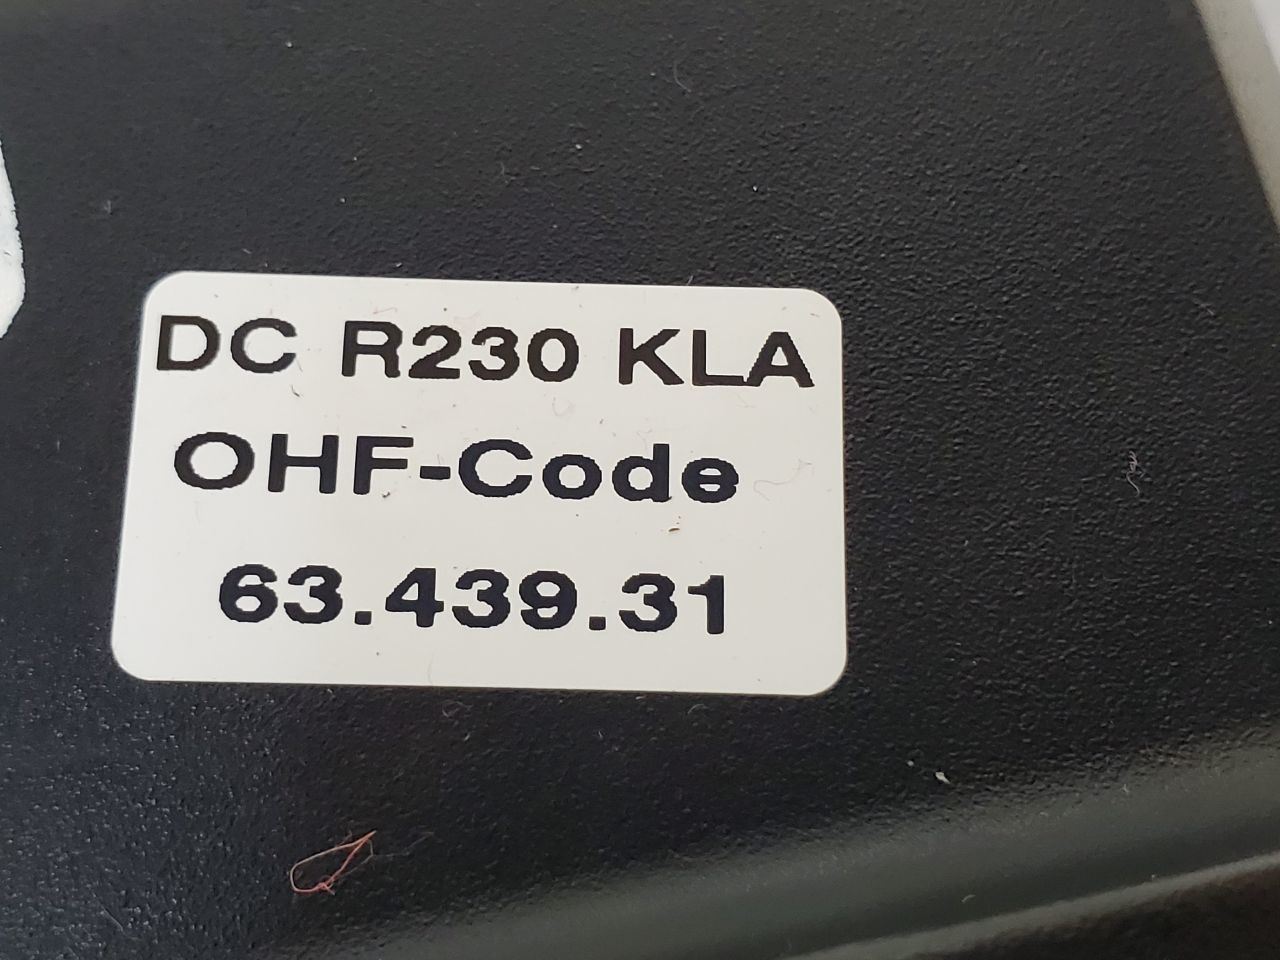 DC R230 KLA
OHF-Code
63.439.31